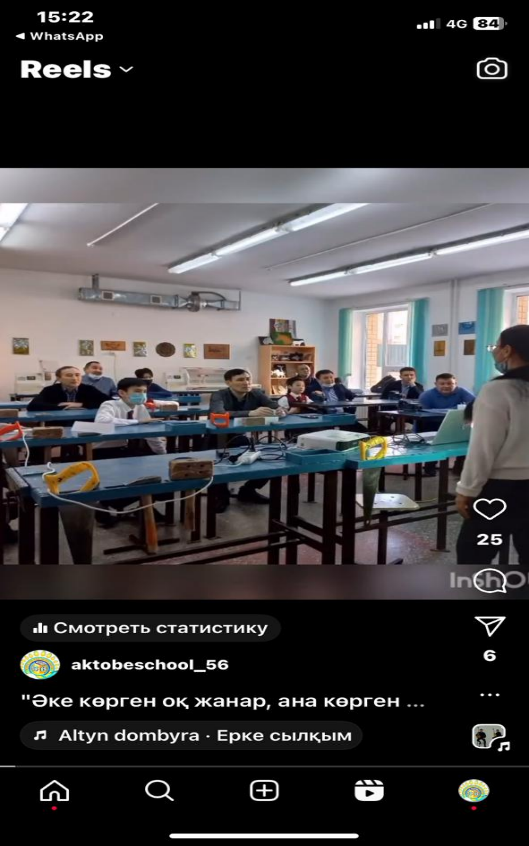 15:22
4G 84
◀ WhatsApp
Reels
25
InShO
Смотреть статистику
aktobeschool_56
6
"Әке көрген оқ жанар, ана көрген ...
Altyn dombyra · Ерке сылқым